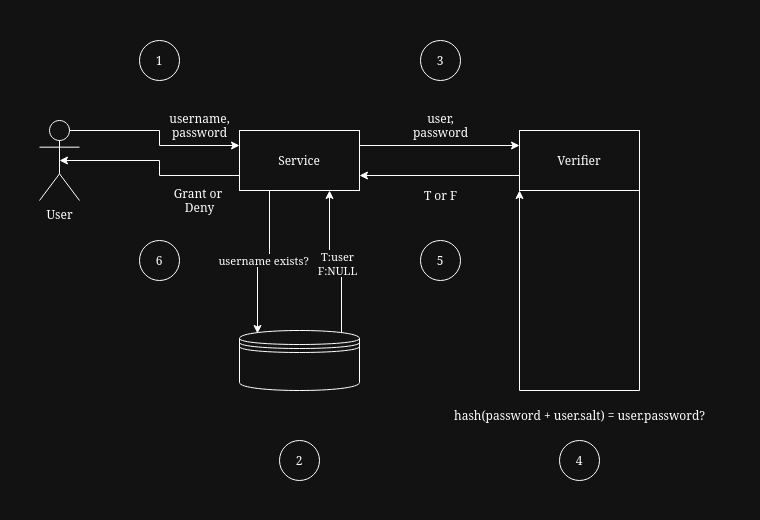 1
3
username,
password
user,
password
Service
Verifier
Grant or
Deny
T or F
User
6
username exists?
T:user
F:NULL
5
hash(password + user.salt) = user.password?
2
4